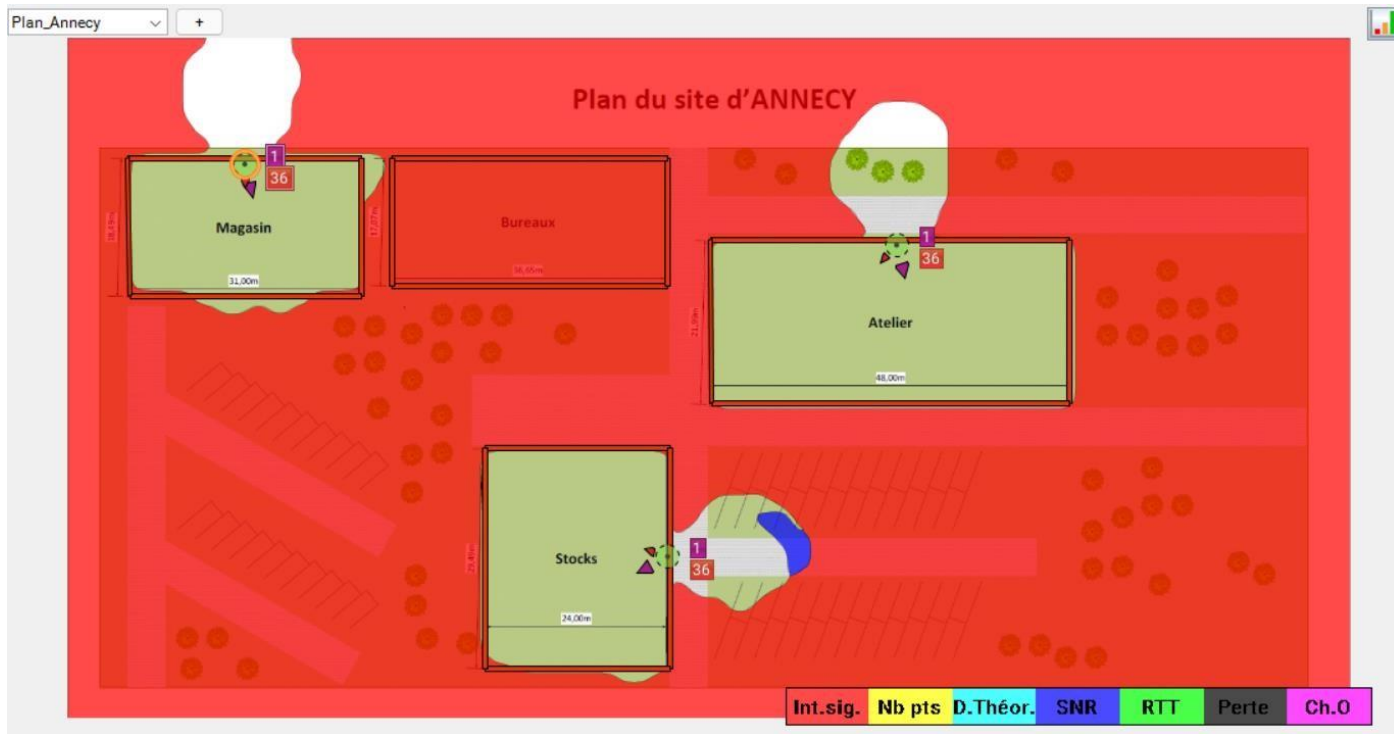 Plan_Annecy
+
Plan du site d'ANNECY
1
36
Magasin
31,00m
Bureaux
1
36
Atelier
48,00m
1
36
Stocks
24,00m
Int.sig. Nb pts D.Théor. SNR RTT Perte Ch.O